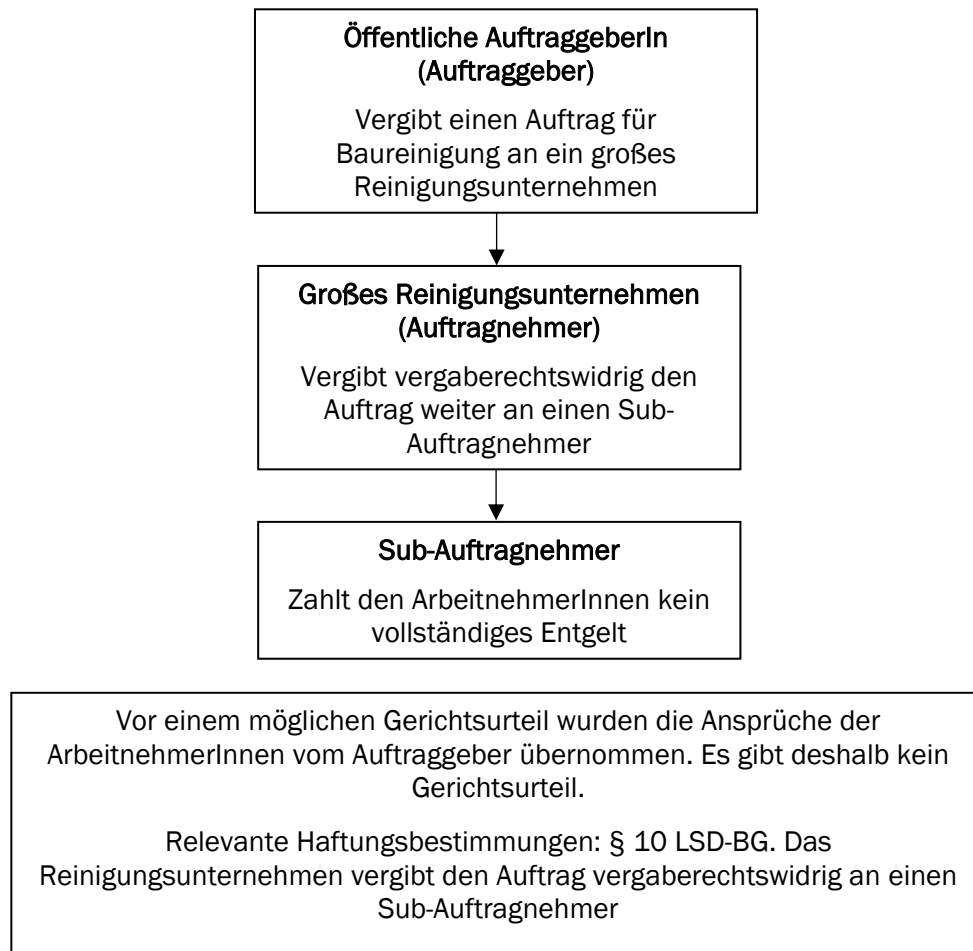 Öffentliche AuftraggeberIn
(Auftraggeber)
Vergibt einen Auftrag für
Baureinigung an ein großes
Reinigungsunternehmen
Großes Reinigungsunternehmen
(Auftragnehmer)
Vergibt vergaberechtswidrig den
Auftrag weiter an einen Sub-
Auftragnehmer
Sub-Auftragnehmer
Zahlt den ArbeitnehmerInnen kein
vollständiges Entgelt
Vor einem möglichen Gerichtsurteil wurden die Ansprüche der
ArbeitnehmerInnen vom Auftraggeber übernommen. Es gibt deshalb kein
Gerichtsurteil.
Relevante Haftungsbestimmungen: § 10 LSD-BG. Das
Reinigungsunternehmen vergibt den Auftrag vergaberechtswidrig an einen
Sub-Auftragnehmer